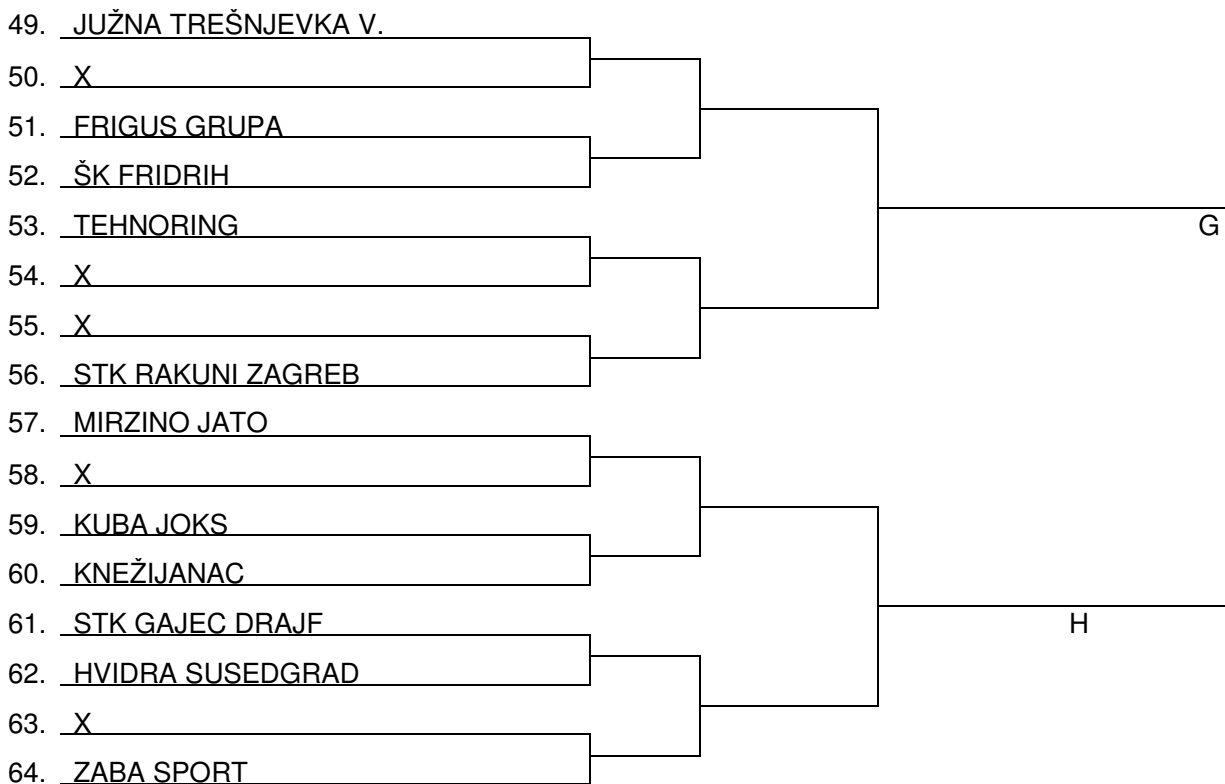 49. JUŽNA TREŠNJEVKA V.
50. X
51. FRIGUS GRUPA
52. ŠK FRIDRIH
53. TEHNORING
G
54. X
55. X
56. STK RAKUNI ZAGREB
57. MIRZINO JATO
58. X
59. KUBA JOKS
60. KNEŽIJANAC
61. STK GAJEC DRAJF
H
62. HVIDRA SUSEDGRAD
63. X
64. ZABA SPORT